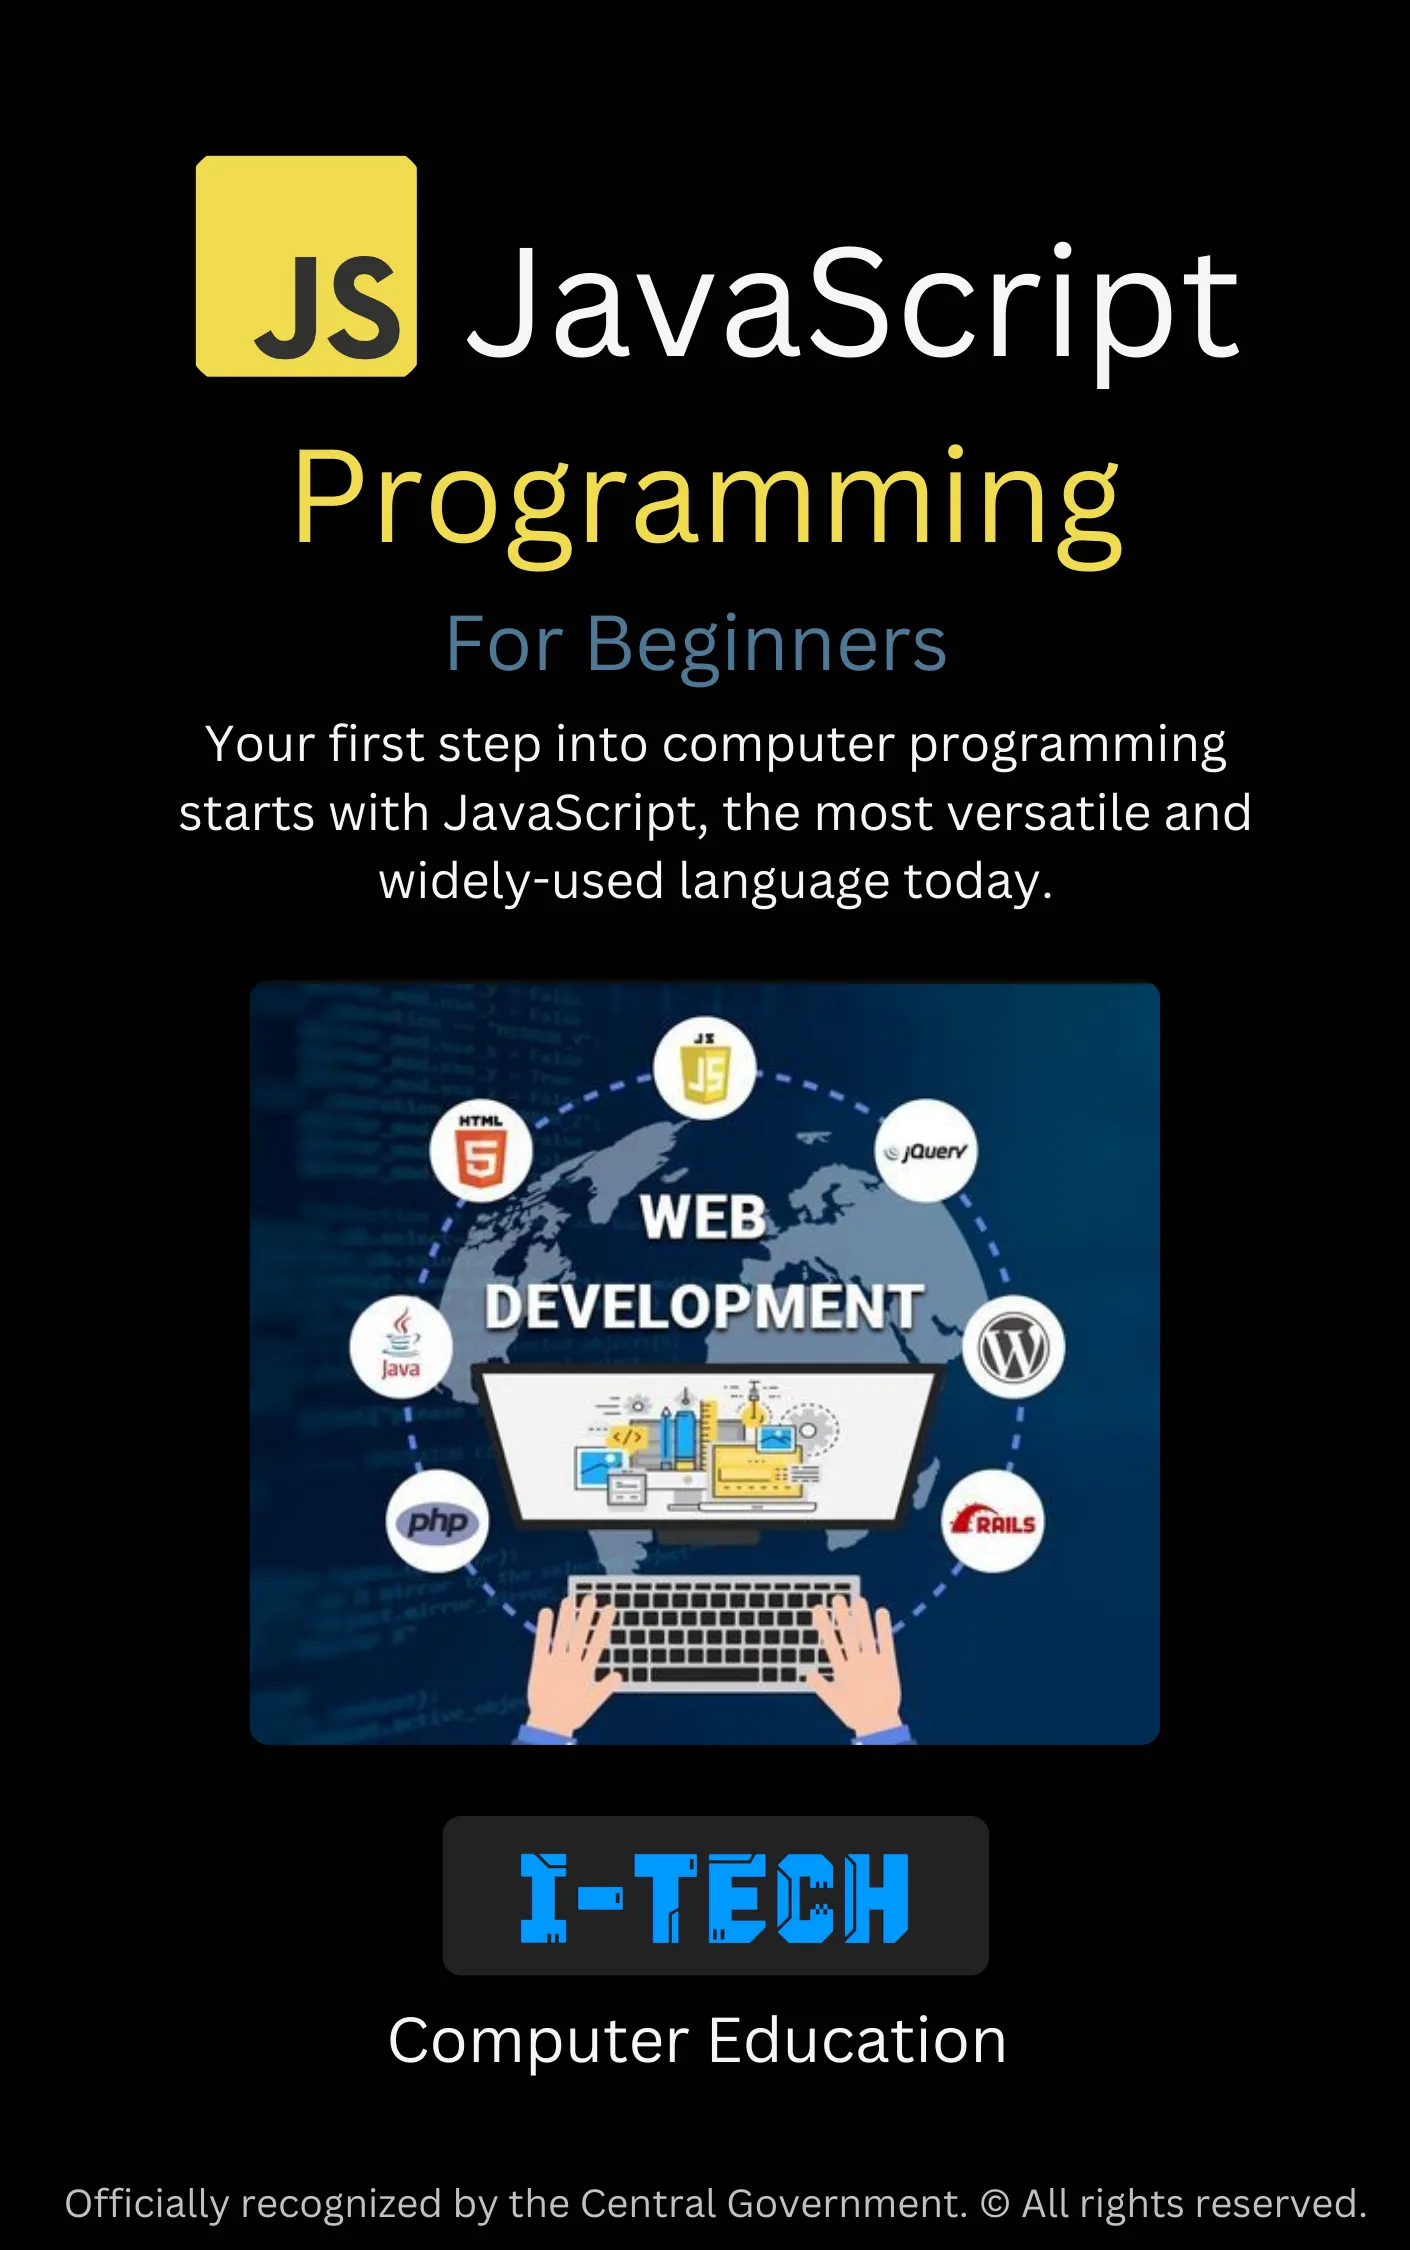 JS JavaScript
Programming
For Beginners
Your first step into computer programming
starts with JavaScript, the most versatile and
widely-used language today.
JS
JS
HTML
5
jQuery
WEB
DEVELOPMENT
Java
W
</>
php
RAILS
I-TECH
Computer Education
Officially recognized by the Central Government. © All rights reserved.